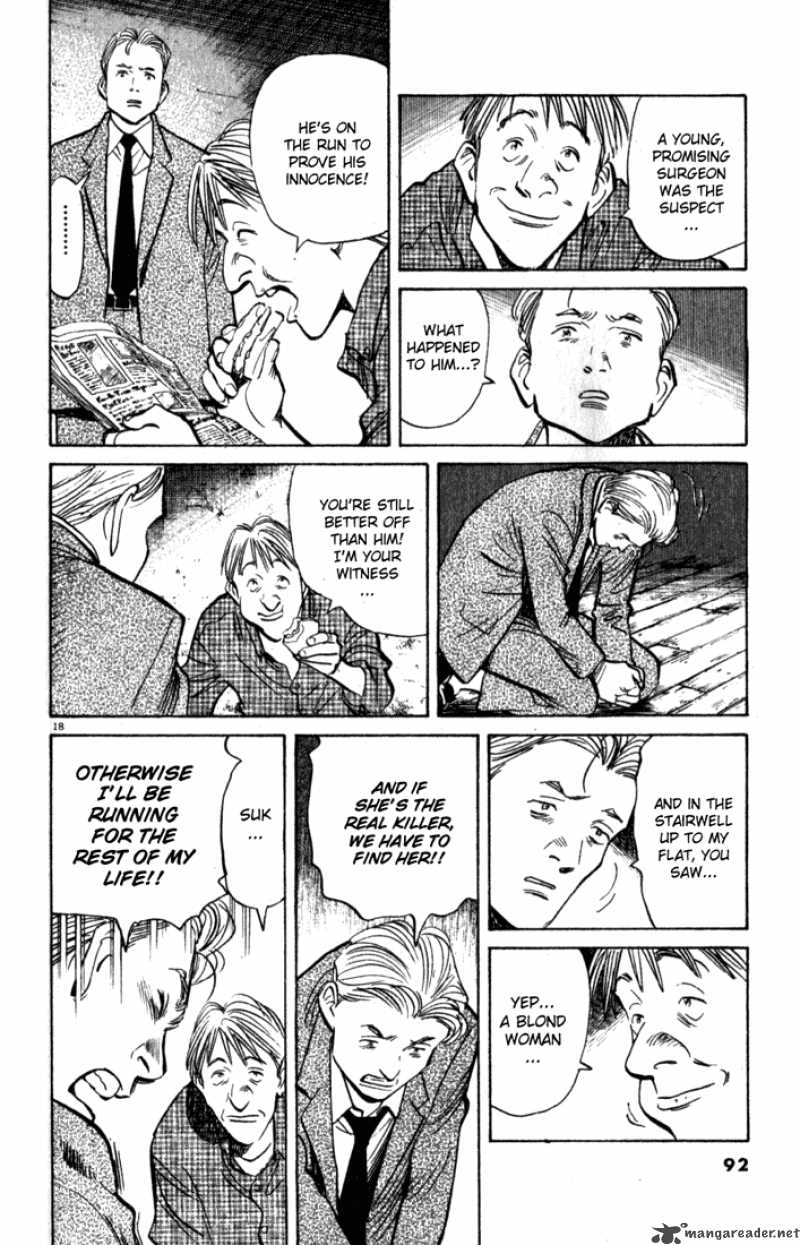 A YOUNG,
PROMISING
SURGEON
WAS THE
SUSPECT
...
HE'S ON
THE RUN TO
PROVE HIS
INNOCENCE!
........
WHAT
HAPPENED
TO HIM...?
YOU'RE STILL
BETTER OFF
THAN HIM!
I'M YOUR
WITNESS
...
18
AND IN THE
STAIRWELL
UP TO MY
FLAT, YOU
SAW...
YEP...
A BLOND
WOMAN
...
AND IF
SHE'S THE
REAL KILLER,
WE HAVE TO
FIND HER!!
SUK
...
OTHERWISE
I'LL BE
RUNNING
FOR THE
REST OF MY
LIFE!!
92
mangareader.net